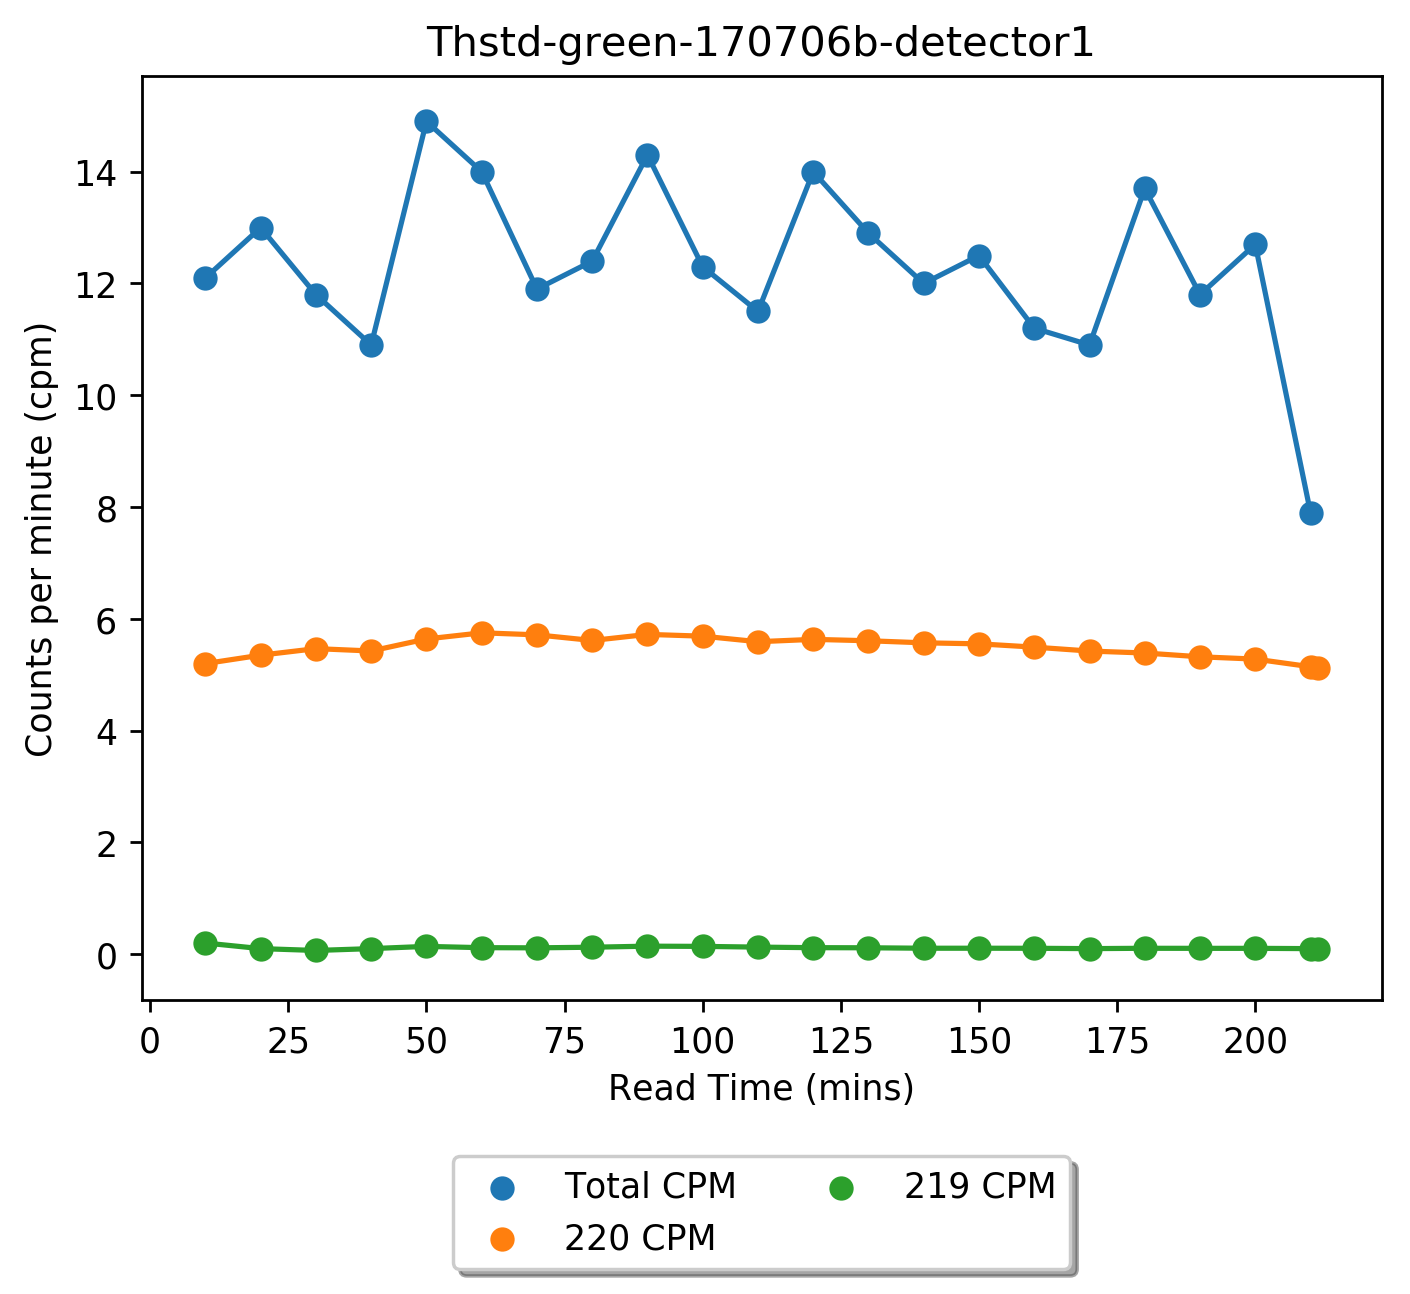 Thstd-green-170706b-detector1
Counts per minute (cpm)
14
12
10
8
6
4
2
0
0 25 50 75 100 125 150 175 200
Read Time (mins)
Total CPM 219 CPM
220 CPM